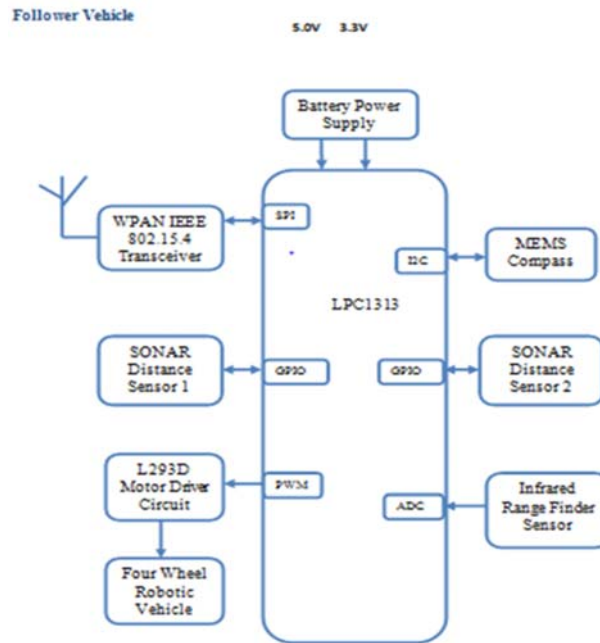 Follower Vehicle
5.0V 3.3V
Battery Power
Supply
WPAN IEEE
802.15.4
Transceiver
SPI
MEMS
Compass
I2C
LPC1313
SONAR
Distance
Sensor 1
GPIO
GPIO
SONAR
Distance
Sensor 2
L293D
Motor Driver
Circuit
PWM
ADC
Infrared
Range Finder
Sensor
Four Wheel
Robotic
Vehicle